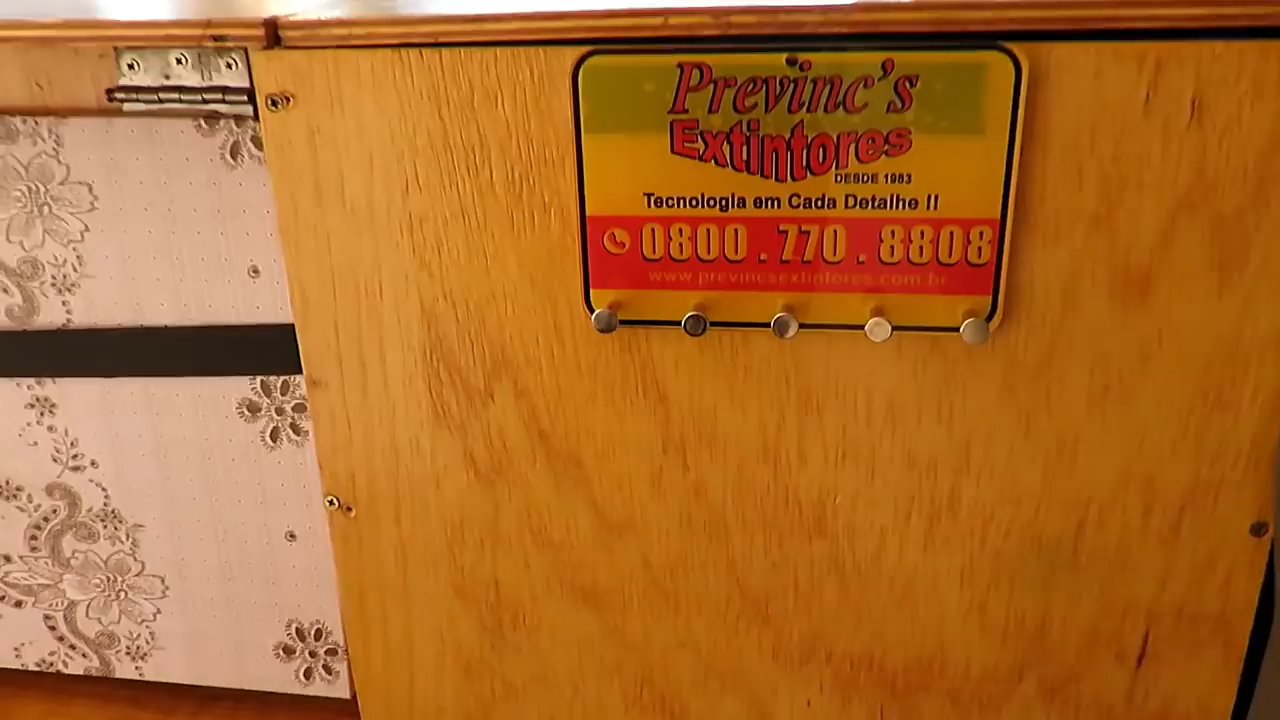 Previnc's
Extintores
DESDE 1983
Tecnologia em Cada Detalhe !!
0800.770.8808
www.previncsextintores.com.br